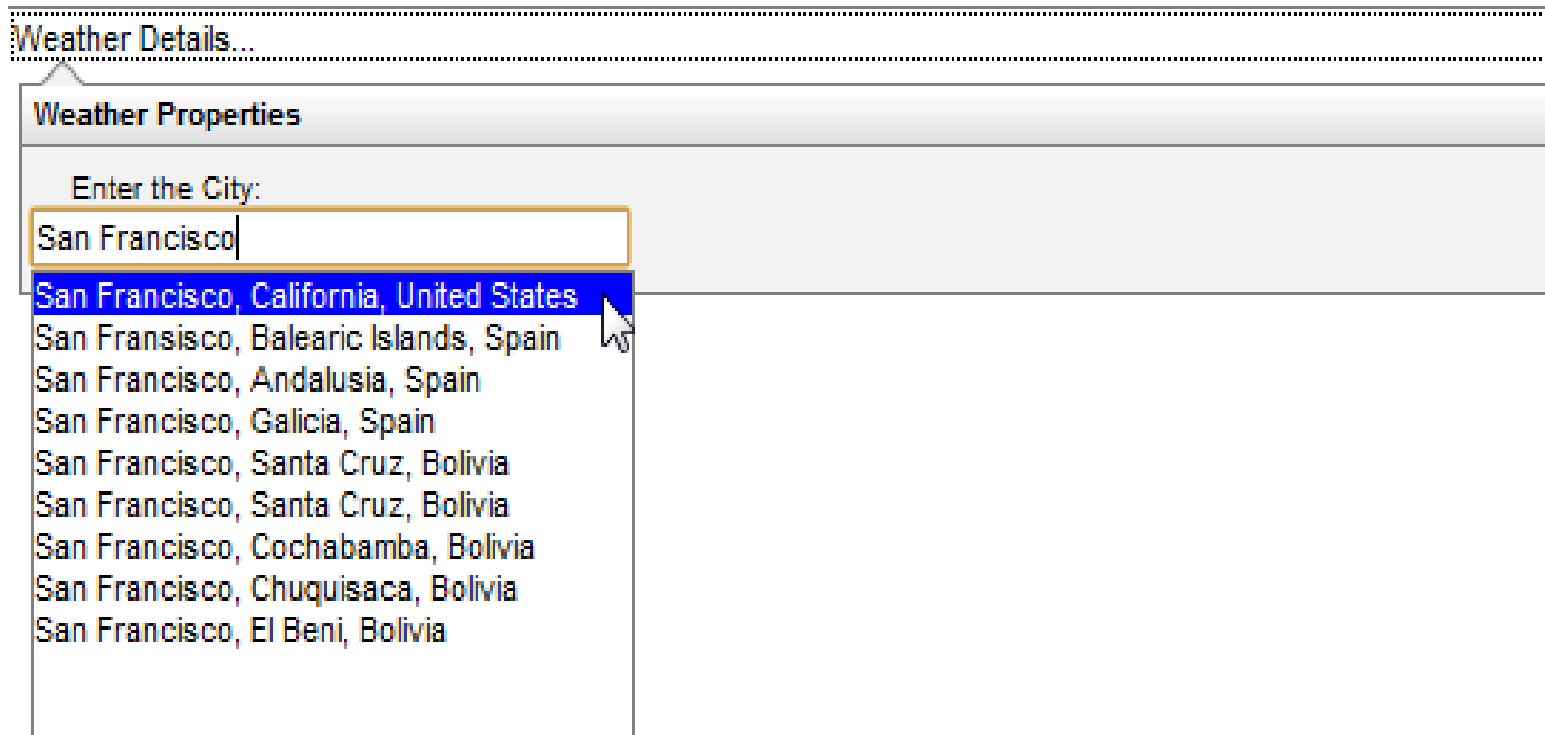 Weather Details...
Weather Properties
Enter the City:
San Francisco
San Francisco, California, United States
San Fransisco, Balearic Islands, Spain
San Francisco, Andalusia, Spain
San Francisco, Galicia, Spain
San Francisco, Santa Cruz, Bolivia
San Francisco, Santa Cruz, Bolivia
San Francisco, Cochabamba, Bolivia
San Francisco, Chuquisaca, Bolivia
San Francisco, El Beni, Bolivia